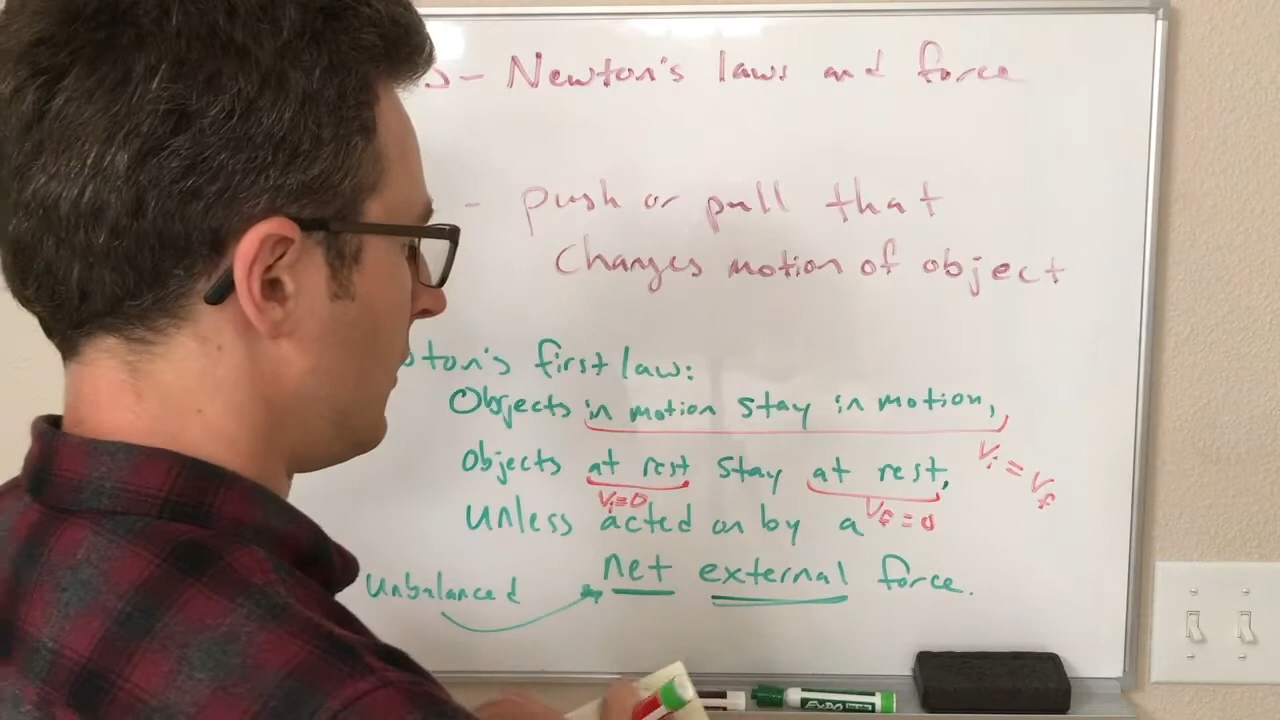 - Newton's laws and force
- push or pull that
changes motion of object
first law:
Objects in motion stay in motion,
Vi = Vf
Objects at rest stay at rest,
Vi=0 Vf=0
Unless acted on by a
Unbalanced net external force.
EXPO